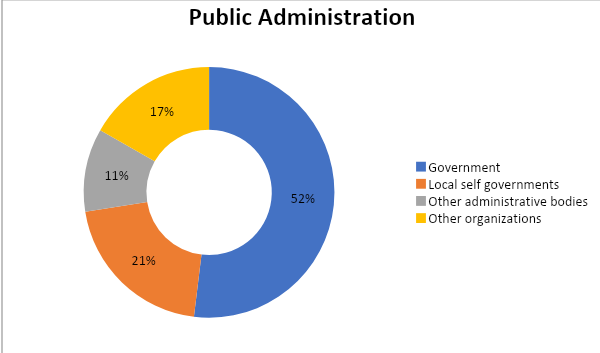 Public Administration
17%
11%
52%
21%
Government
Local self governments
Other administrative bodies
Other organizations